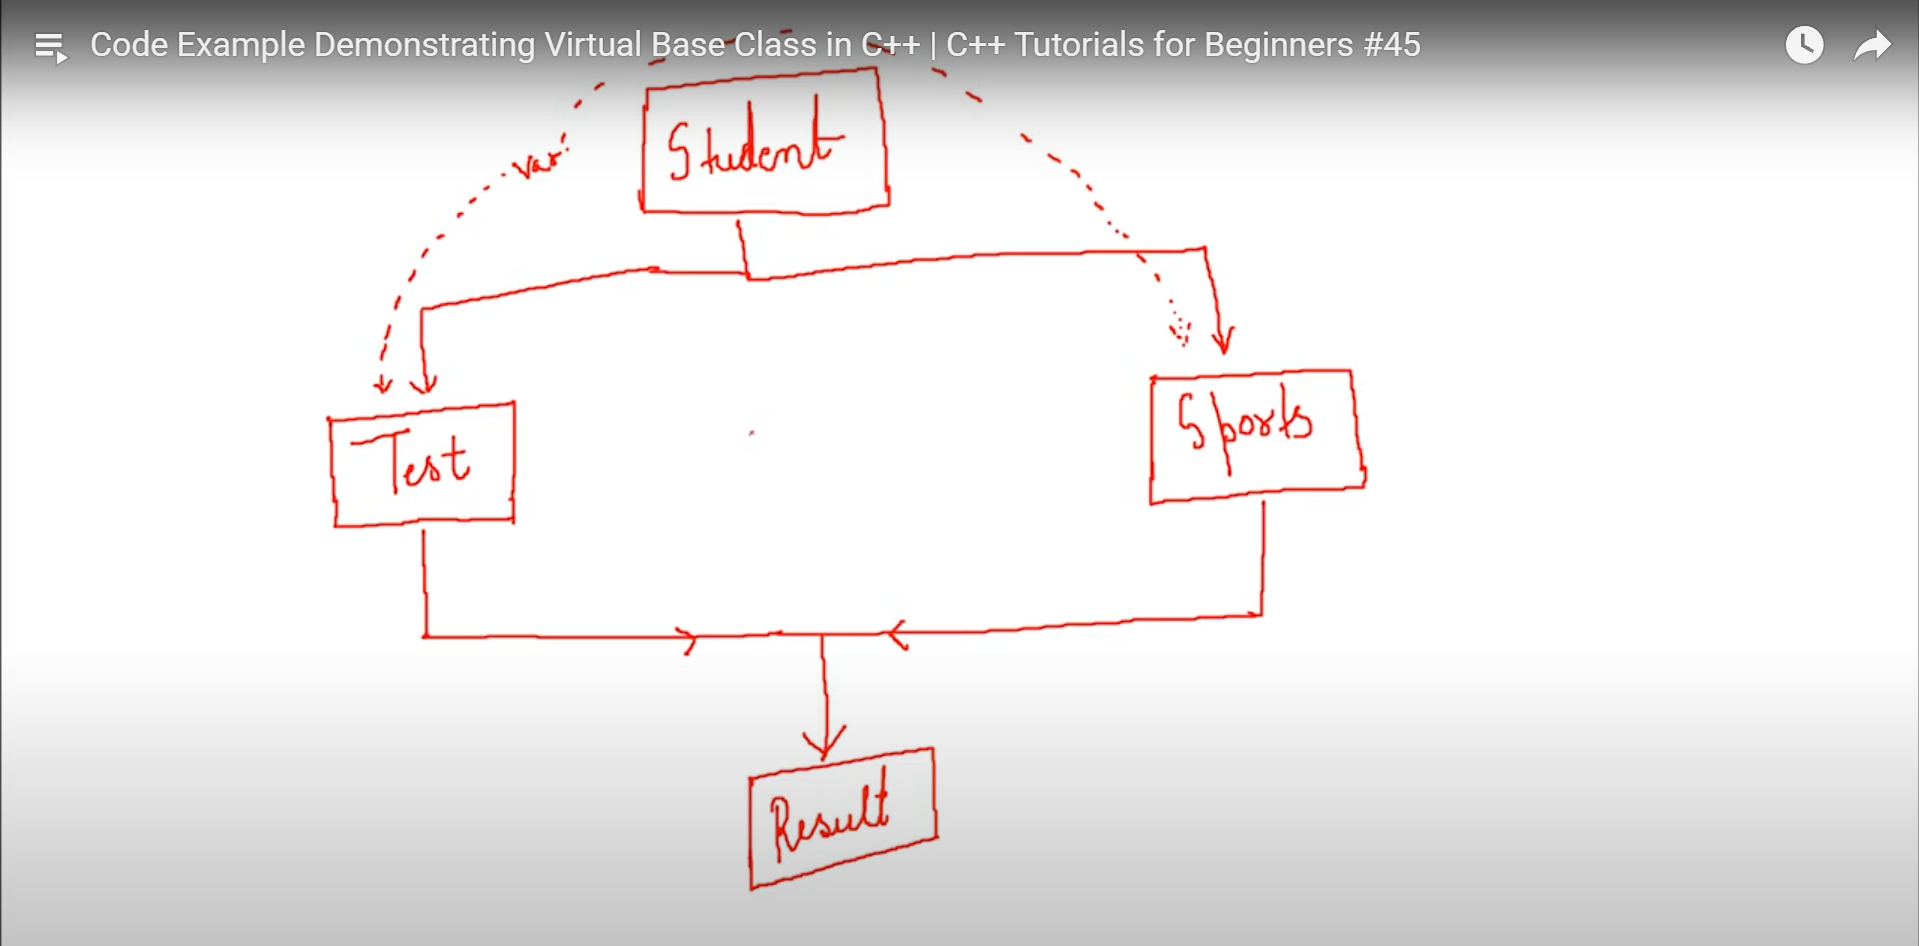 Code Example Demonstrating Virtual Base Class in C++ | C++ Tutorials for Beginners #45
Student
var
Test
Sports
Result